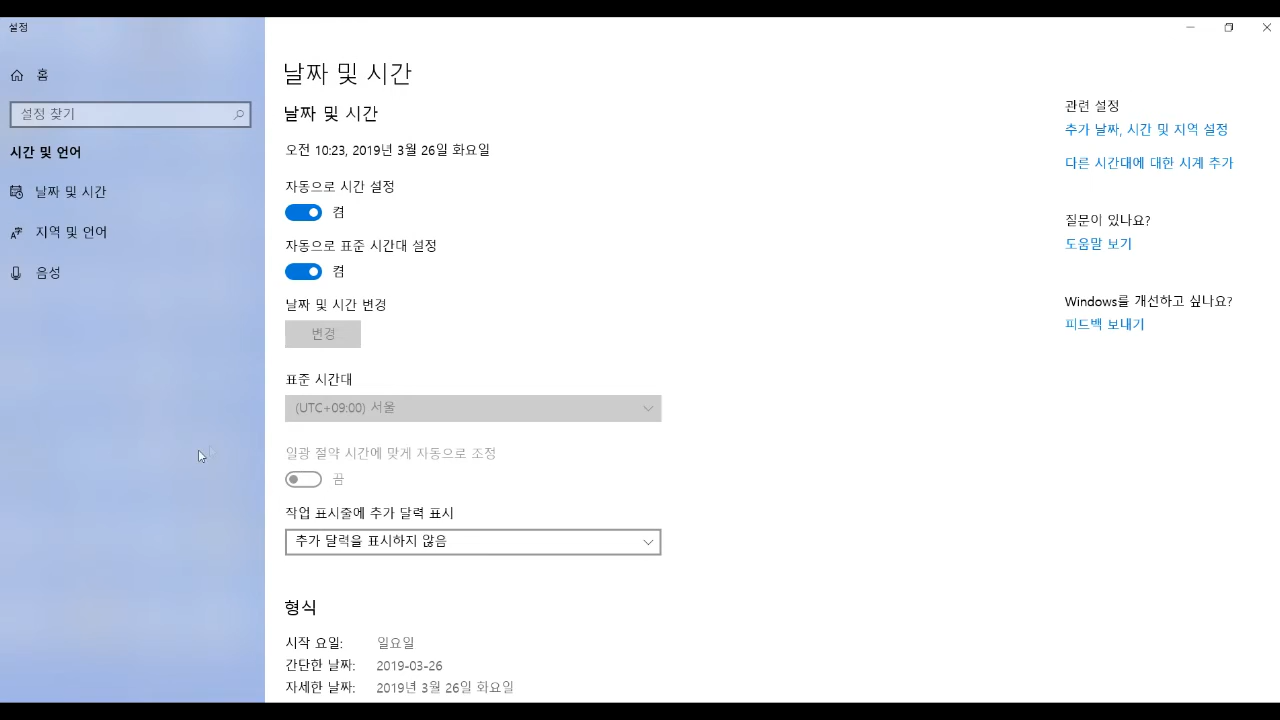 설정
홈
설정 찾기
시간 및 언어
날짜 및 시간
지역 및 언어
음성
날짜 및 시간
날짜 및 시간
오전 10:23, 2019년 3월 26일 화요일
자동으로 시간 설정
켬
자동으로 표준 시간대 설정
켬
날짜 및 시간 변경
변경
표준 시간대
(UTC+09:00) 서울
일광 절약 시간에 맞게 자동으로 조정
끔
작업 표시줄에 추가 달력 표시
추가 달력을 표시하지 않음
형식
시작 요일: 일요일
간단한 날짜: 2019-03-26
자세한 날짜: 2019년 3월 26일 화요일
관련 설정
추가 날짜, 시간 및 지역 설정
다른 시간대에 대한 시계 추가
질문이 있나요?
도움말 보기
Windows를 개선하고 싶나요?
피드백 보내기